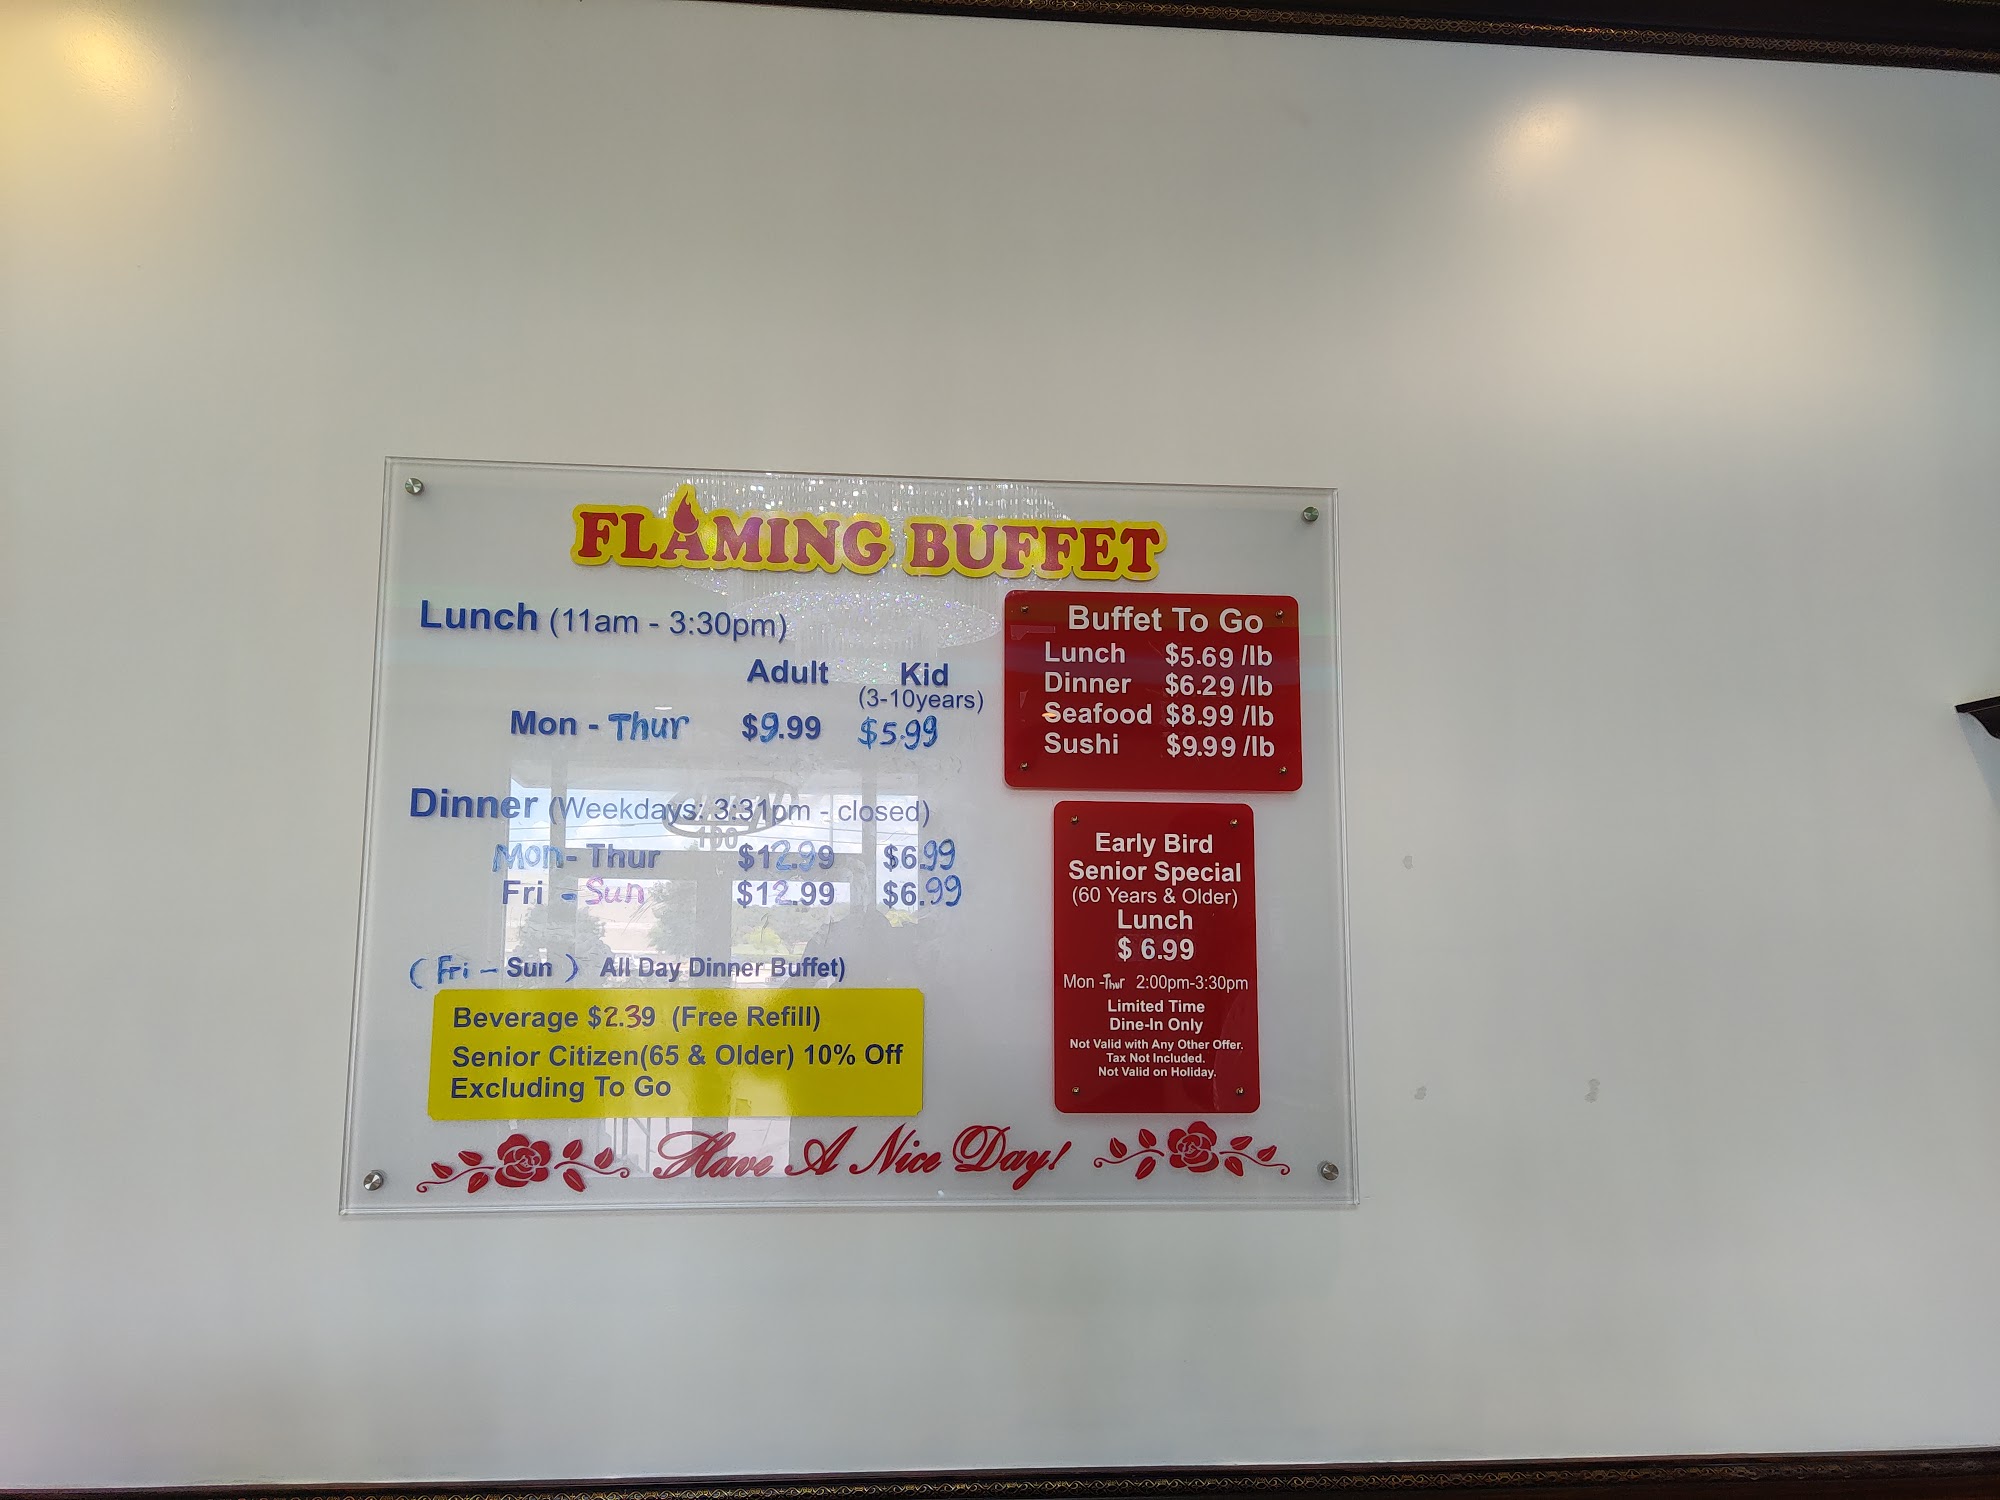 FLAMING BUFFET
Lunch (11am - 3:30pm)
Adult Kid
(3-10years)
Mon - Thur $9.99 $5.99
Dinner (Weekdays: 3:31pm - closed)
Mon- Thur $12.99 $6.99
Fri - Sun $12.99 $6.99
( Fri - Sun ) All Day Dinner Buffet)
Beverage $2.39 (Free Refill)
Senior Citizen(65 & Older) 10% Off
Excluding To Go
Buffet To Go
Lunch $5.69 /lb
Dinner $6.29 /lb
Seafood $8.99 /lb
Sushi $9.99 /lb
Early Bird
Senior Special
(60 Years & Older)
Lunch
$ 6.99
Mon -Thur 2:00pm-3:30pm
Limited Time
Dine-In Only
Not Valid with Any Other Offer.
Tax Not Included.
Not Valid on Holiday.
Have A Nice Day!